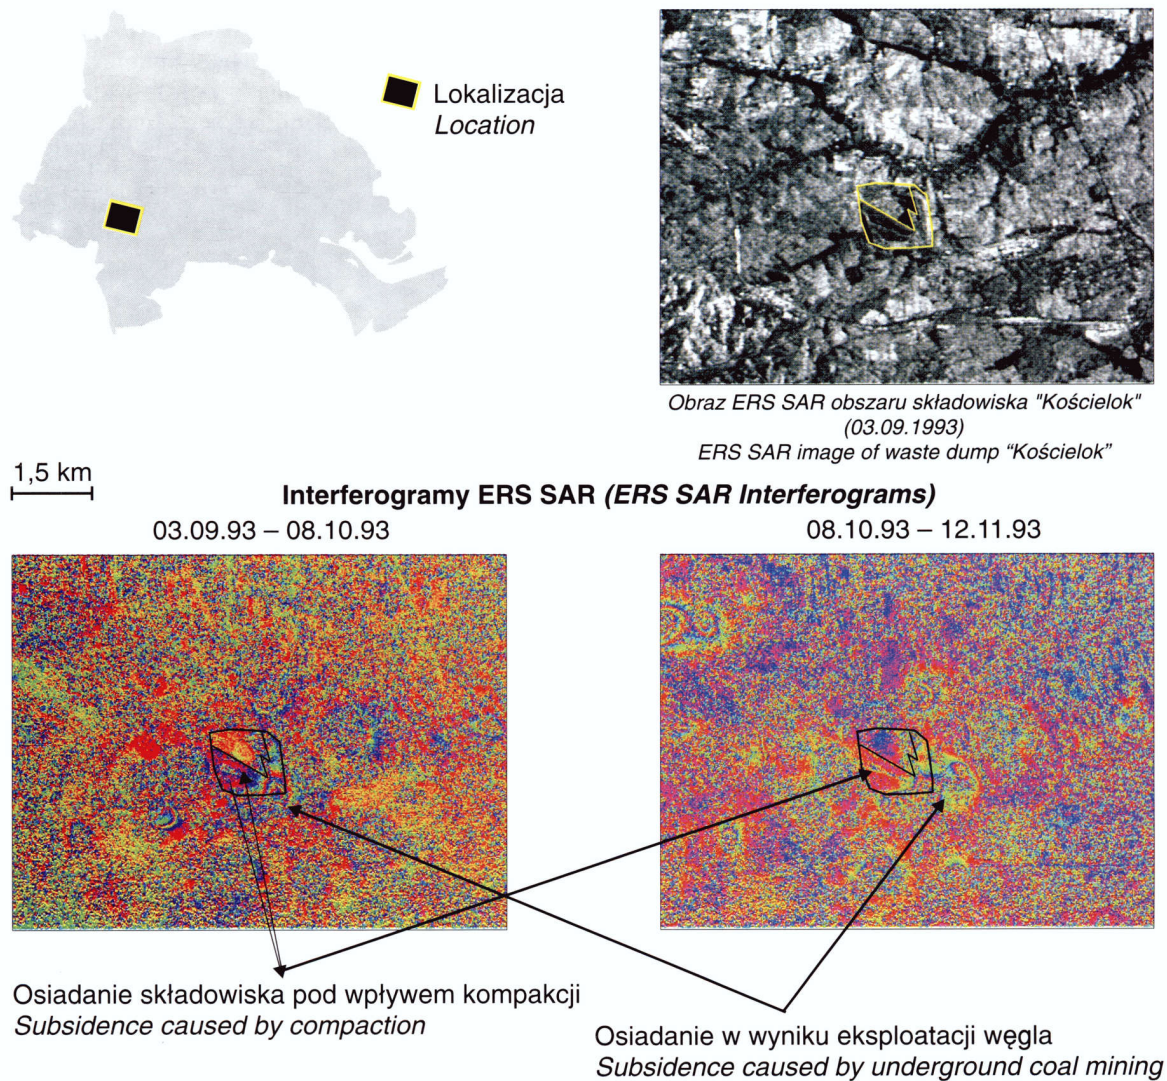 Lokalizacja
Location
Obraz ERS SAR obszaru składowiska "Kościelok"
(03.09.1993)
ERS SAR image of waste dump “Kościelok”
1,5 km
Interferogramy ERS SAR (ERS SAR Interferograms)
03.09.93 – 08.10.93
08.10.93 – 12.11.93
Osiadanie składowiska pod wpływem kompakcji
Subsidence caused by compaction
Osiadanie w wyniku eksploatacji węgla
Subsidence caused by underground coal mining